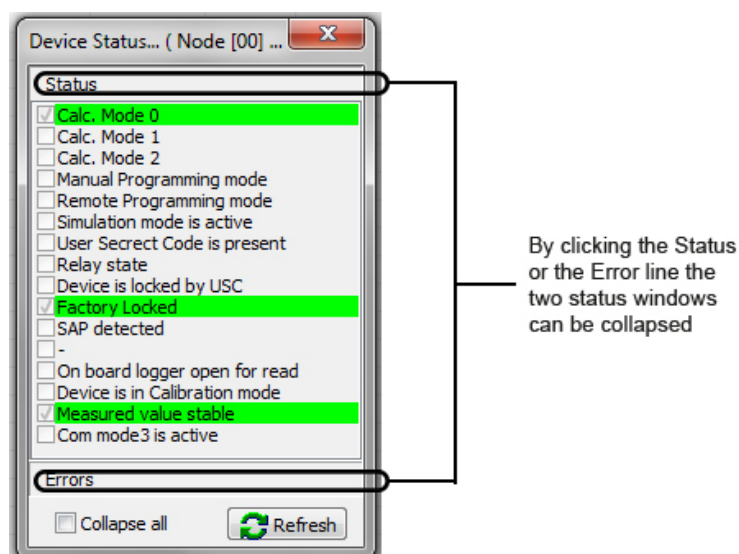 Device Status... ( Node [00] ...
X
Status
Calc. Mode 0
Calc. Mode 1
Calc. Mode 2
Manual Programming mode
Remote Programming mode
Simulation mode is active
User Secrect Code is present
Relay state
Device is locked by USC
Factory Locked
SAP detected
-
On board logger open for read
Device is in Calibration mode
Measured value stable
Com mode3 is active
Errors
Collapse all
Refresh
By clicking the Status
or the Error line the
two status windows
can be collapsed